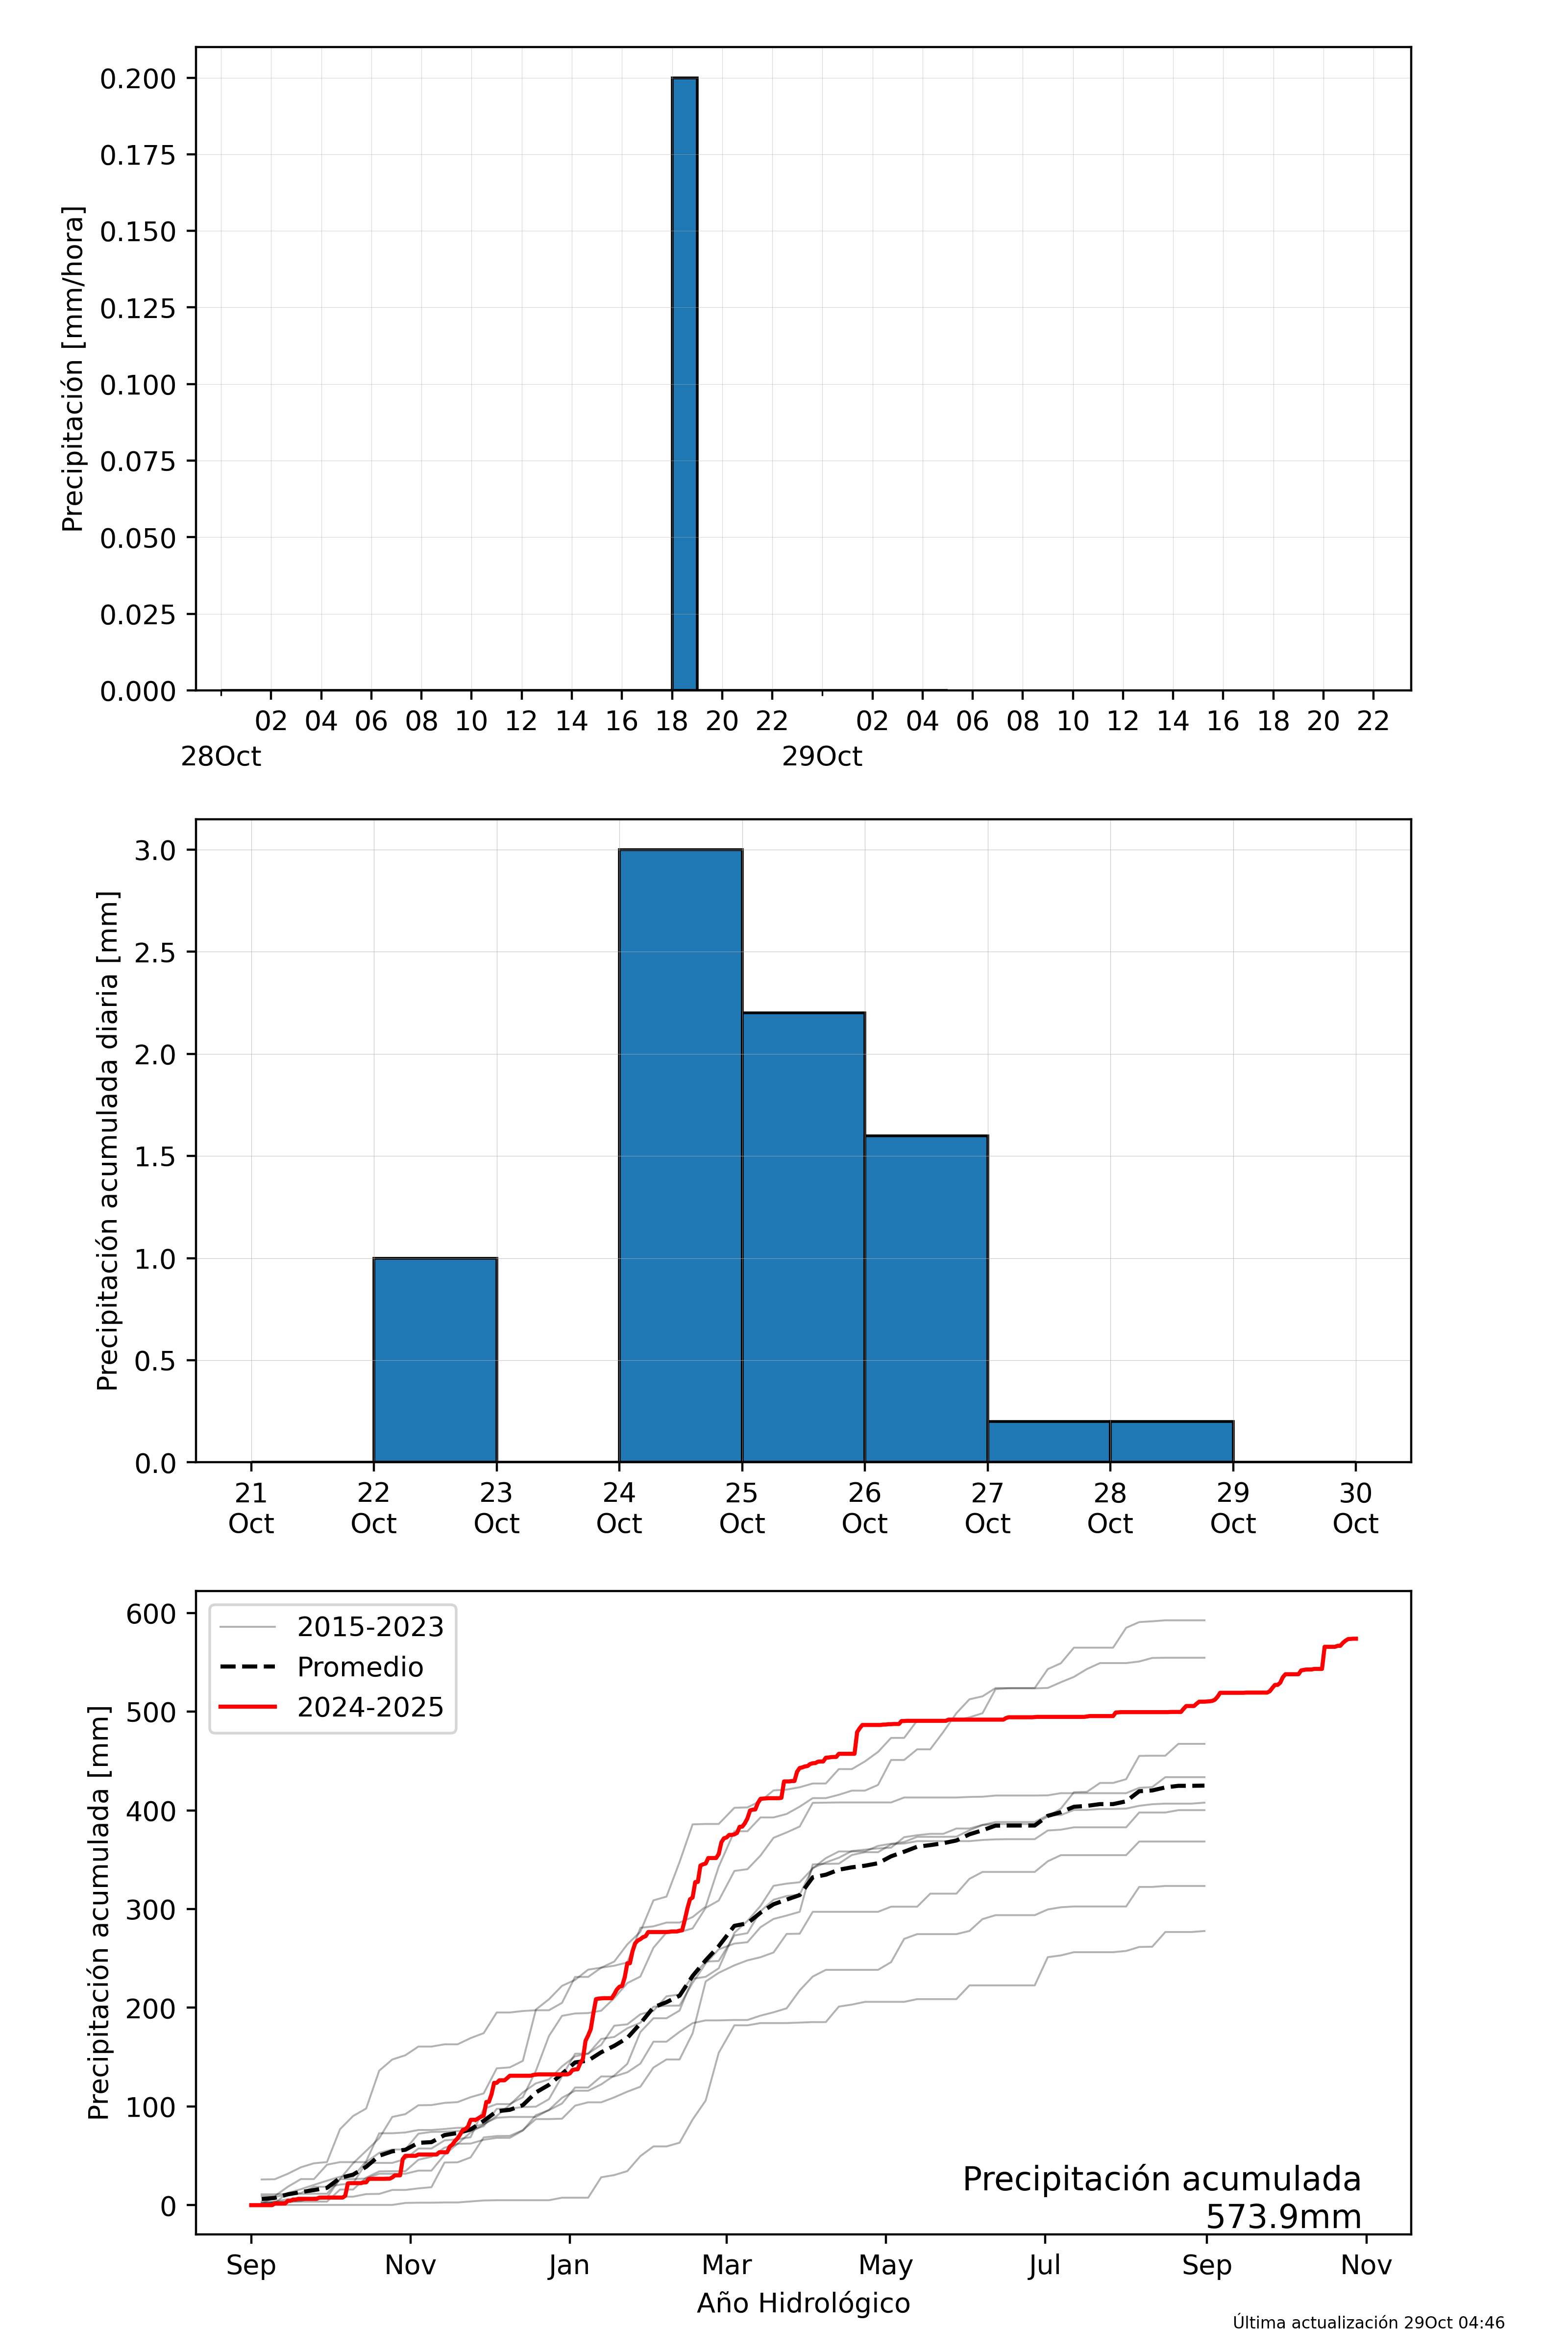 0.200
0.175
0.150
0.125
0.100
0.075
0.050
0.025
0.000
Precipitación [mm/hora]
02 04 06 08 10 12 14 16 18 20 22 02 04 06 08 10 12 14 16 18 20 22
28Oct 29Oct
3.0
2.5
2.0
1.5
1.0
0.5
0.0
Precipitación acumulada diaria [mm]
21 22 23 24 25 26 27 28 29 30
Oct Oct Oct Oct Oct Oct Oct Oct Oct Oct
600
500
400
300
200
100
0
Precipitación acumulada [mm]
2015-2023
Promedio
2024-2025
Precipitación acumulada
573.9mm
Sep Nov Jan Mar May Jul Sep Nov
Año Hidrológico
Última actualización 29Oct 04:46